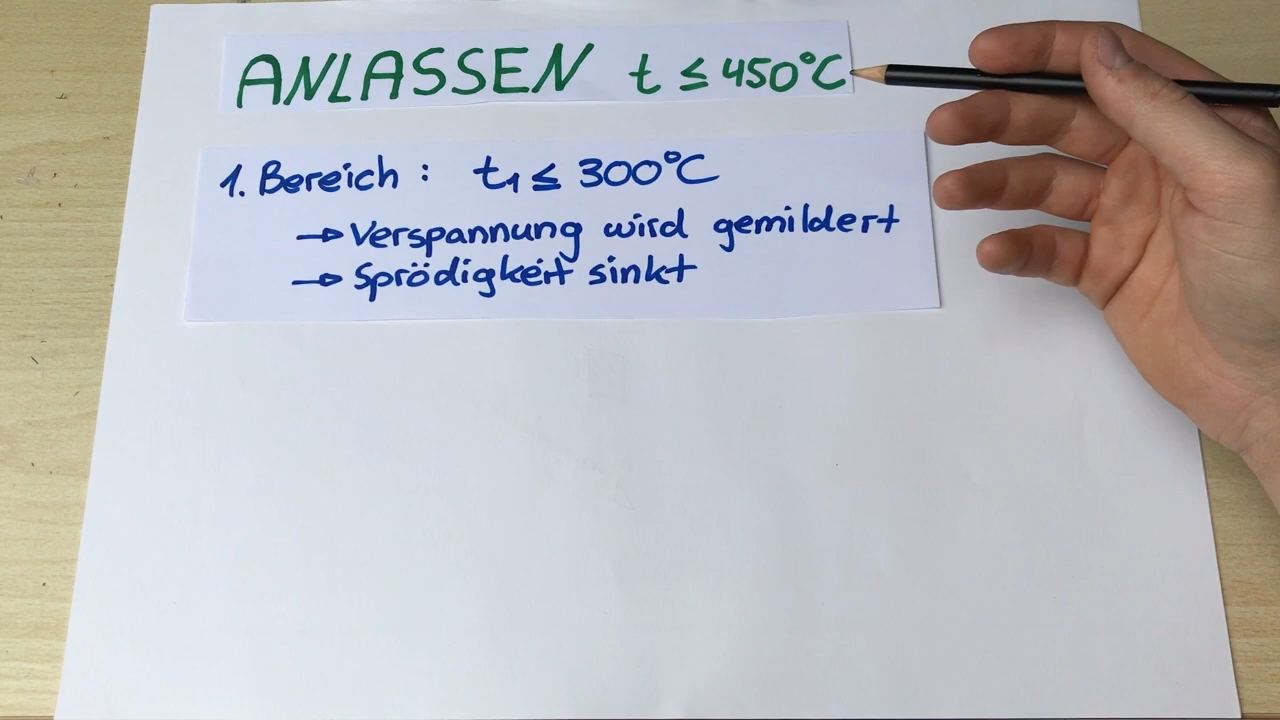 ANLASSEN t ≤ 450°C
1. Bereich : t₁ ≤ 300°C
→ Verspannung wird gemildert
→ Sprödigkeit sinkt